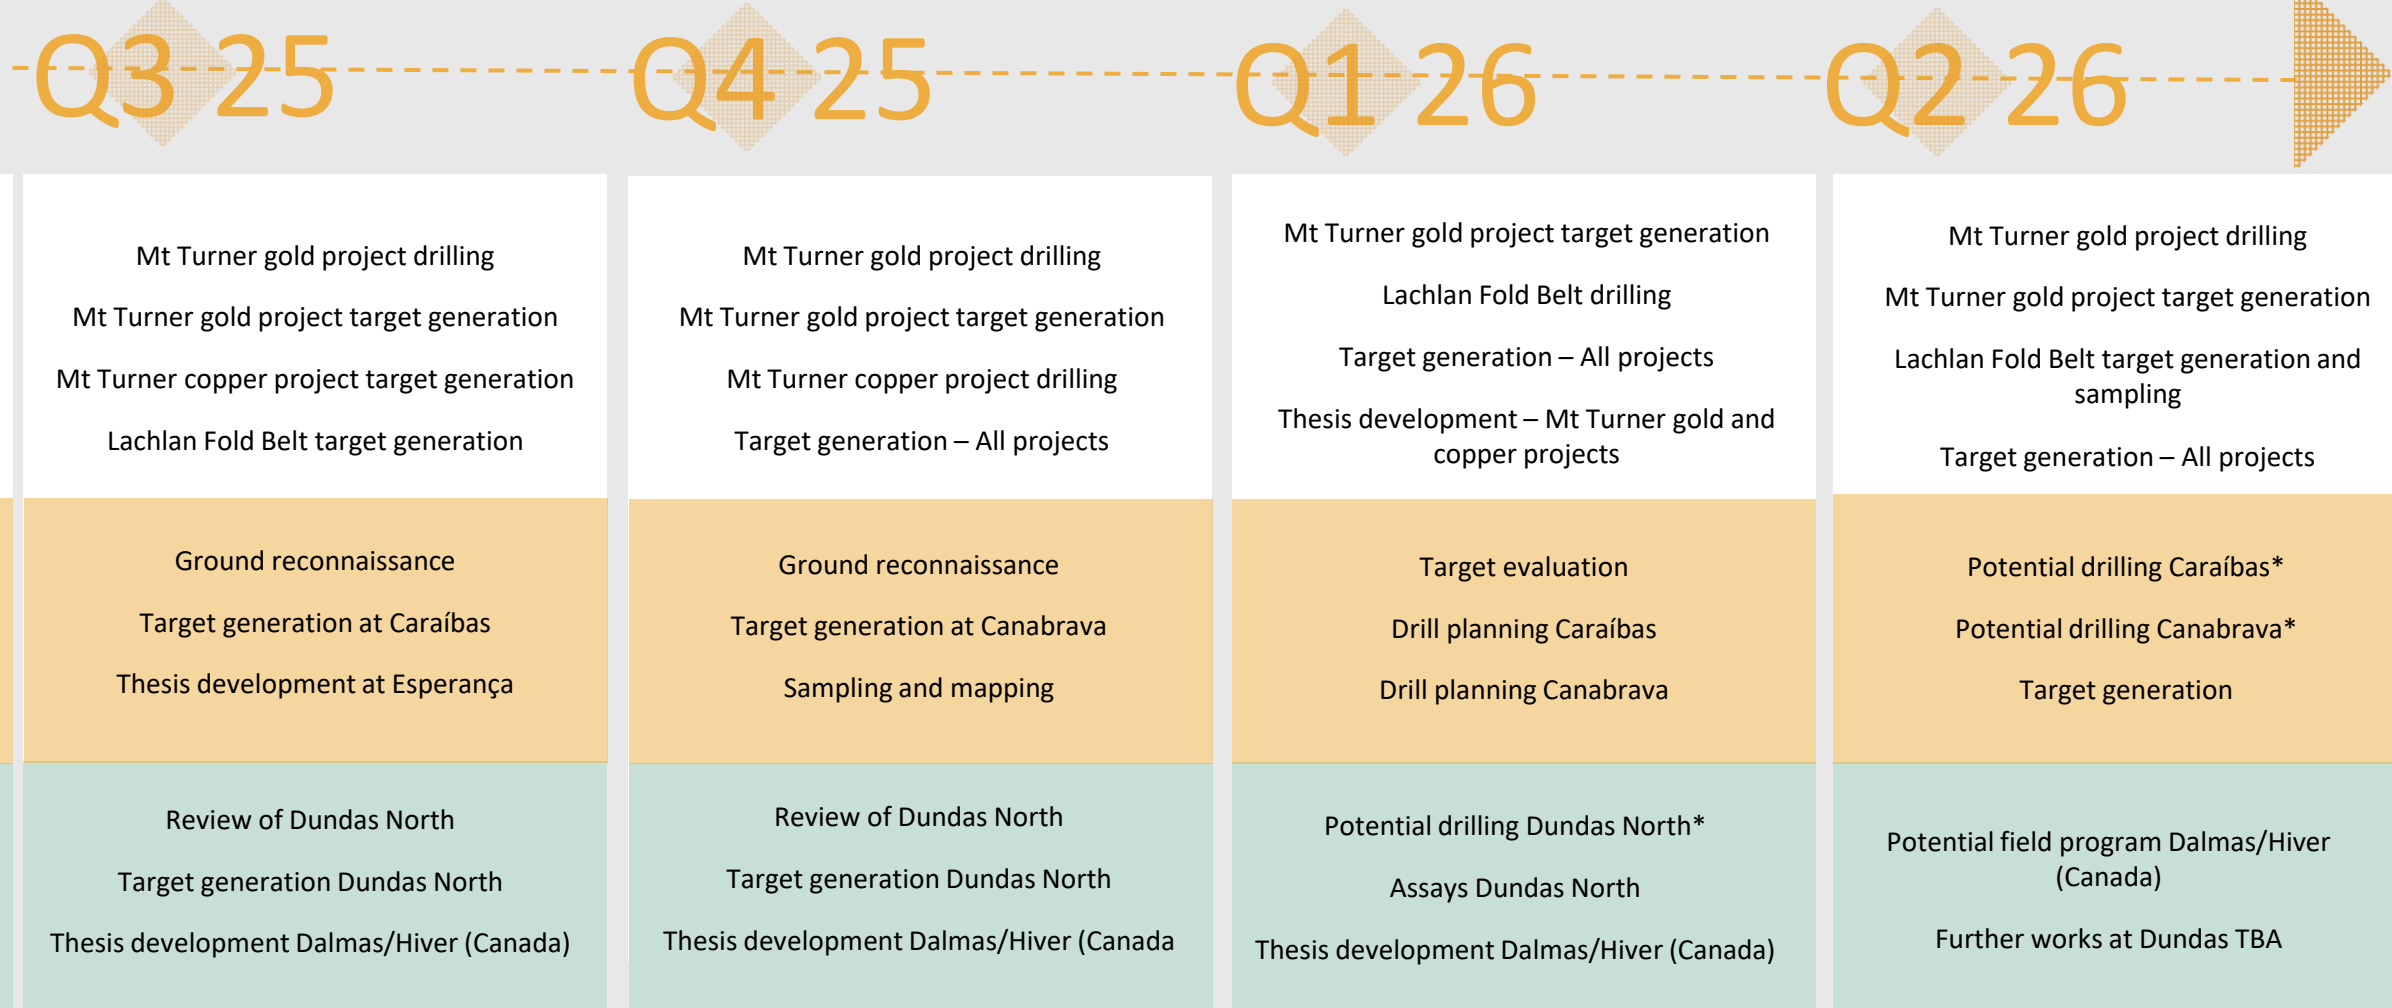 Q3 25
Q4 25
Q1 26
Q2 26
Mt Turner gold project drilling
Mt Turner gold project target generation
Mt Turner copper project target generation
Lachlan Fold Belt target generation
Mt Turner gold project drilling
Mt Turner gold project target generation
Mt Turner copper project drilling
Target generation – All projects
Mt Turner gold project target generation
Lachlan Fold Belt drilling
Target generation – All projects
Thesis development – Mt Turner gold and
copper projects
Mt Turner gold project drilling
Mt Turner gold project target generation
Lachlan Fold Belt target generation and
sampling
Target generation – All projects
Ground reconnaissance
Target generation at Caraíbas
Thesis development at Esperança
Ground reconnaissance
Target generation at Canabrava
Sampling and mapping
Target evaluation
Drill planning Caraíbas
Drill planning Canabrava
Potential drilling Caraíbas*
Potential drilling Canabrava*
Target generation
Review of Dundas North
Target generation Dundas North
Thesis development Dalmas/Hiver (Canada)
Review of Dundas North
Target generation Dundas North
Thesis development Dalmas/Hiver (Canada
Potential drilling Dundas North*
Assays Dundas North
Thesis development Dalmas/Hiver (Canada)
Potential field program Dalmas/Hiver
(Canada)
Further works at Dundas TBA